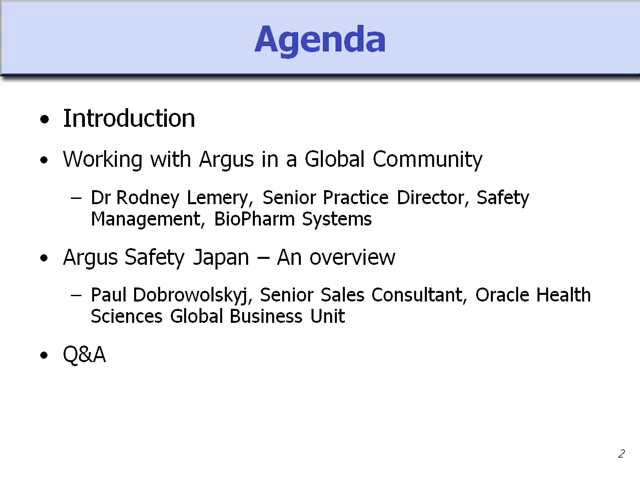 Agenda
• Introduction
• Working with Argus in a Global Community
– Dr Rodney Lemery, Senior Practice Director, Safety
Management, BioPharm Systems
• Argus Safety Japan – An overview
– Paul Dobrowolskyj, Senior Sales Consultant, Oracle Health
Sciences Global Business Unit
• Q&A
2